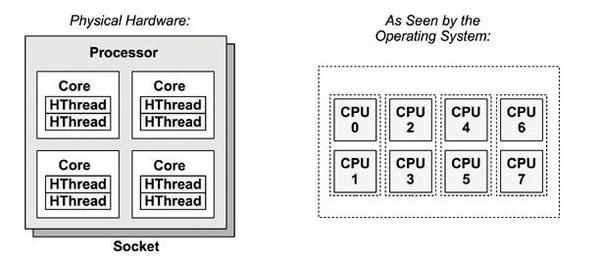 Physical Hardware:
Processor
Core
HThread
HThread
Core
HThread
HThread
Core
HThread
HThread
Core
HThread
HThread
Socket
As Seen by the
Operating System:
CPU
0
CPU
2
CPU
4
CPU
6
CPU
1
CPU
3
CPU
5
CPU
7